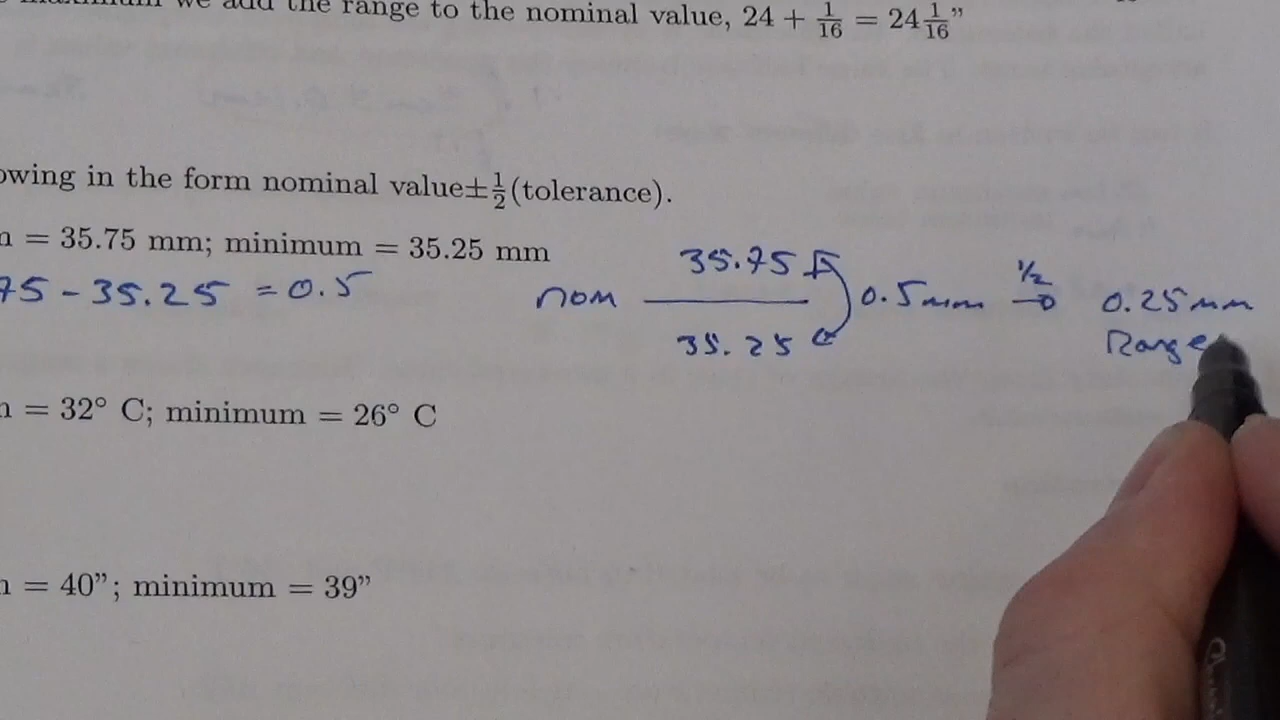 we add the range to the nominal value, 24 + 1/16 = 24 1/16”
owing in the form nominal value±1/2(tolerance).
= 35.75 mm; minimum = 35.25 mm
75 - 35.25 = 0.5
35.75
nom 0.5mm 1/2 → 0.25mm
35.25 Range
= 32° C; minimum = 26° C
= 40”; minimum = 39”